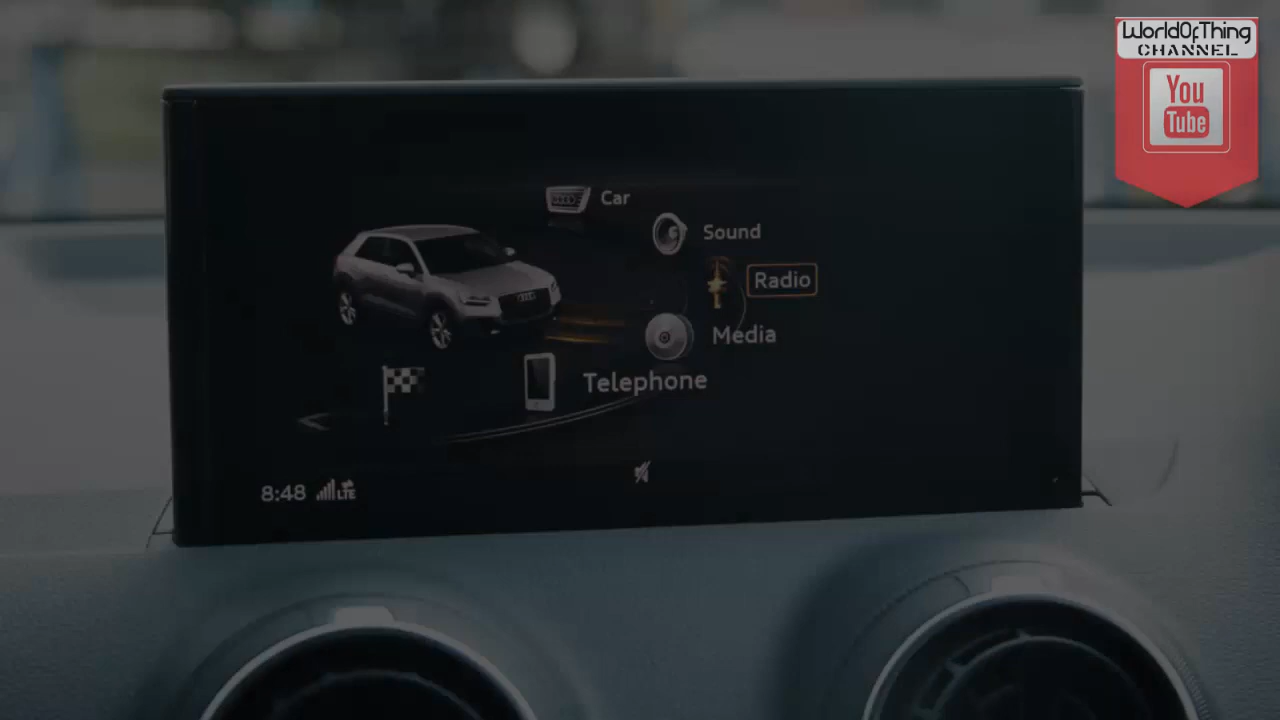 WorldOfThing
CHANNEL
You
Tube
Car
Sound
Radio
Media
Telephone
8:48
LTE